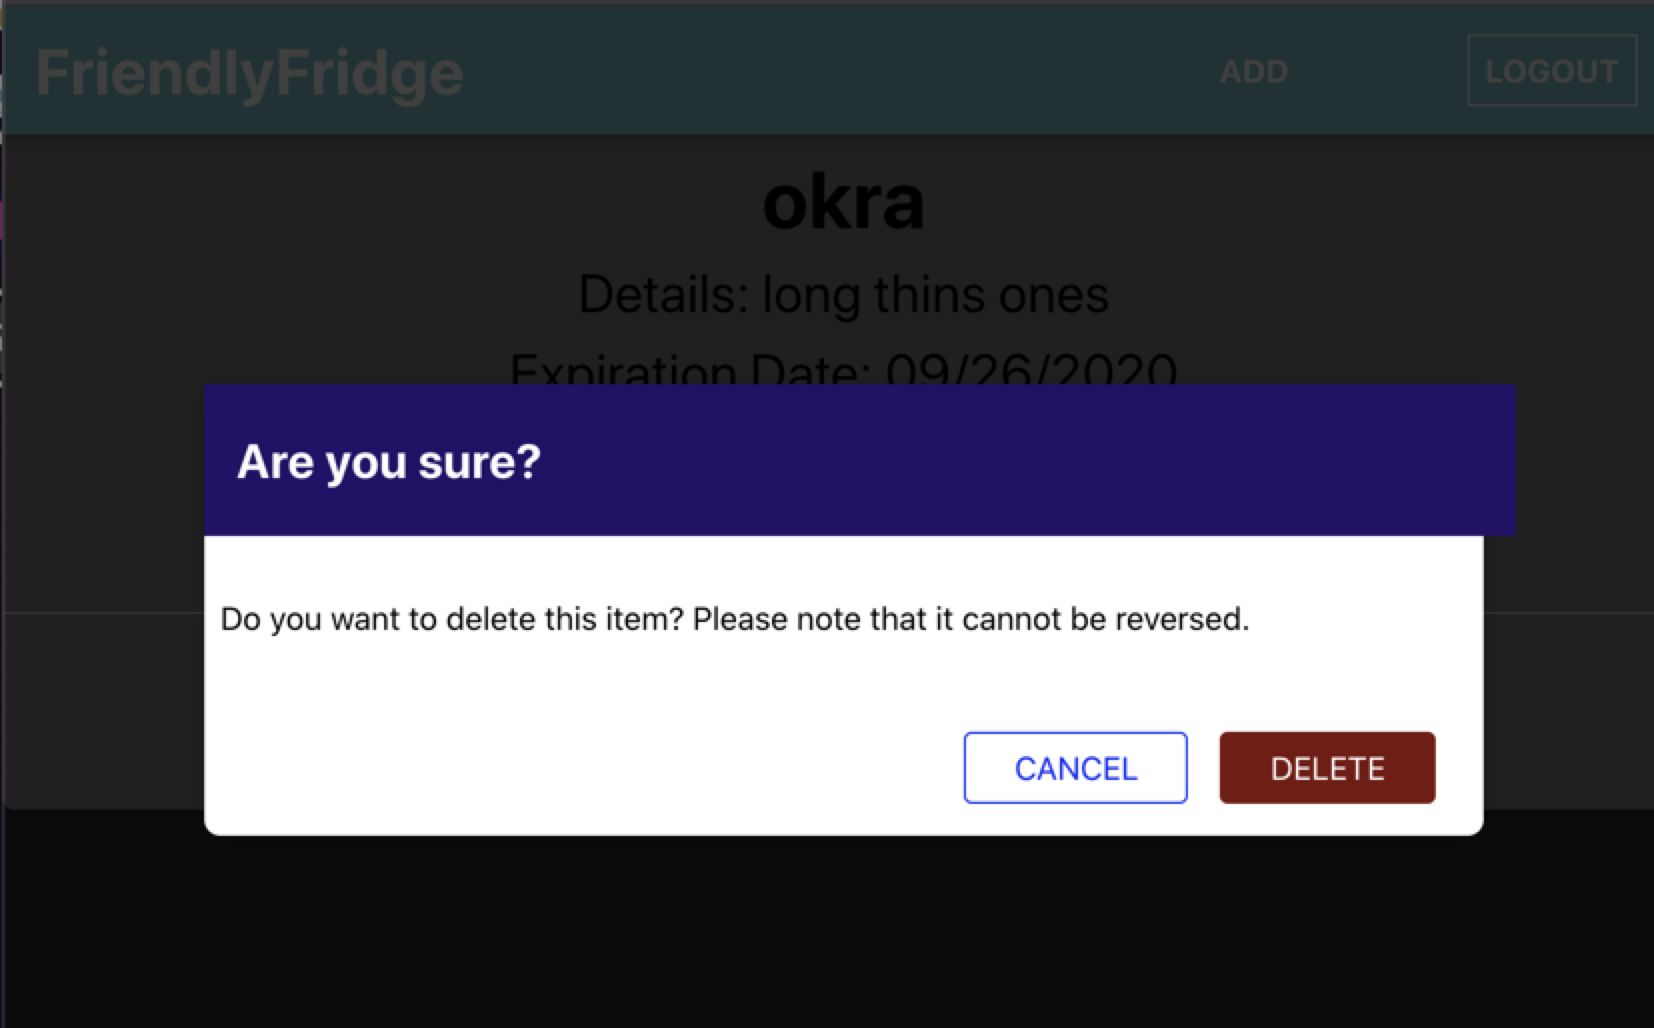 FriendlyFridge
ADD
LOGOUT
okra
Details: long thins ones
Expiration Date: 09/26/2020
Are you sure?
Do you want to delete this item? Please note that it cannot be reversed.
CANCEL
DELETE